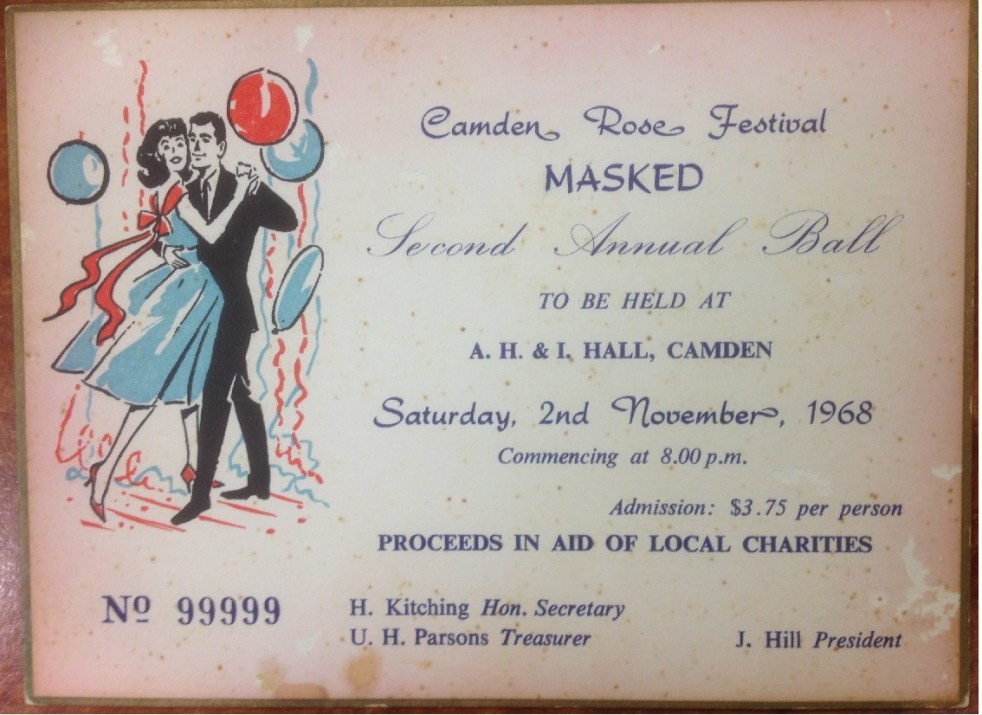 Camden Rose Festival
MASKED
Second Annual Ball
TO BE HELD AT
A. H. & I. HALL, CAMDEN
Saturday, 2nd November, 1968
Commencing at 8.00 p.m.
Admission: $3.75 per person
PROCEEDS IN AID OF LOCAL CHARITIES
Nº 99999
H. Kitching Hon. Secretary
U. H. Parsons Treasurer
J. Hill President